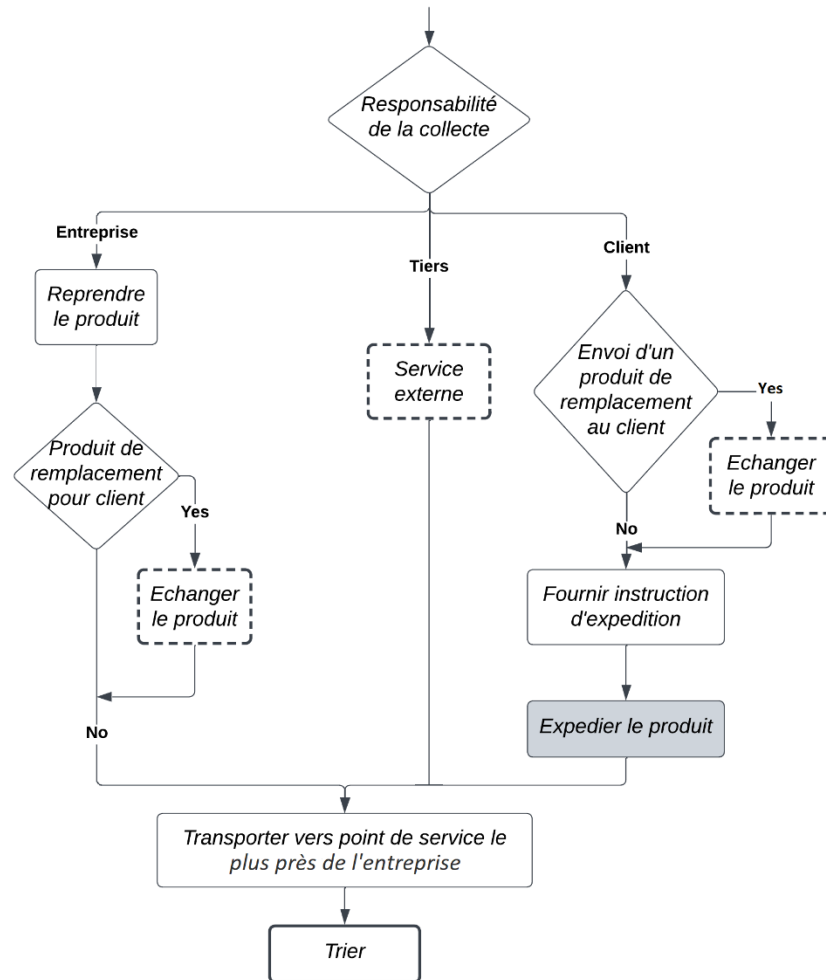 Responsabilité
de la collecte
Entreprise
Tiers
Client
Reprendre
le produit
Service
externe
Envoi d'un
produit de
remplacement
au client
Yes
Produit de
remplacement
pour client
Yes
Echanger
le produit
No
Echanger
le produit
Fournir instruction
d'expedition
No
Expedier le produit
Transporter vers point de service le
plus près de l'entreprise
Trier